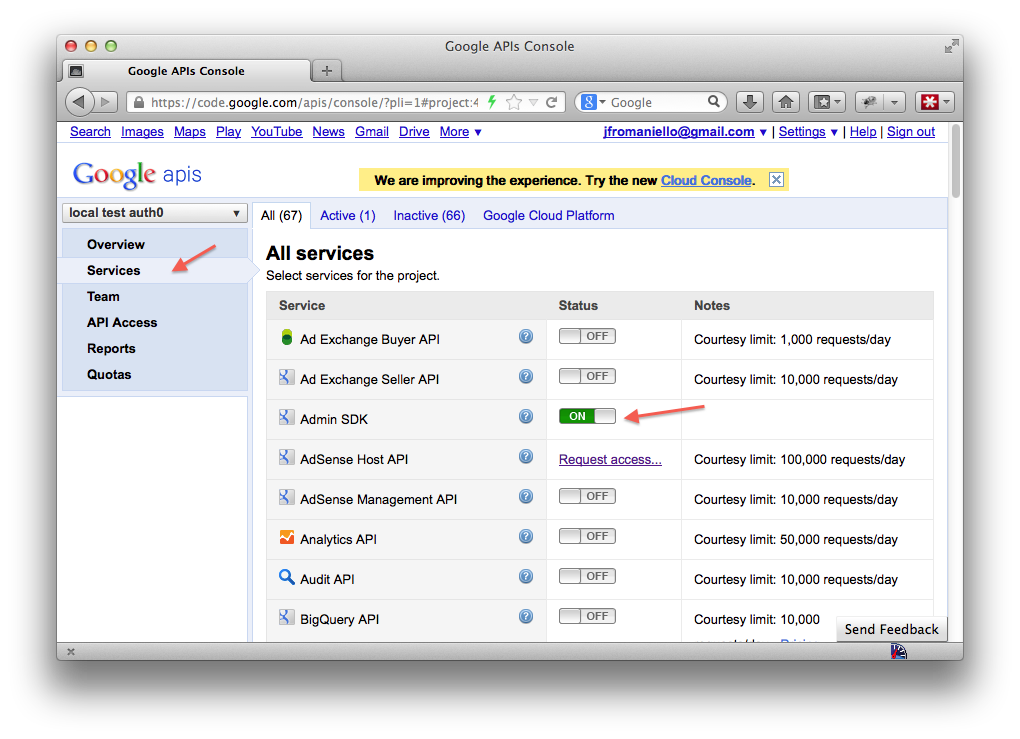 Google APIs Console
Google APIs Console
https://code.google.com/apis/console/?pli=1#project:4
Google
Search Images Maps Play YouTube News Gmail Drive More ▼
jfromaniello@gmail.com ▼ | Settings ▼ | Help | Sign out
Google apis
We are improving the experience. Try the new Cloud Console.
local test auth0
Overview
Services
Team
API Access
Reports
Quotas
All (67) Active (1) Inactive (66) Google Cloud Platform
All services
Select services for the project.
Service Status Notes
Ad Exchange Buyer API OFF Courtesy limit: 1,000 requests/day
Ad Exchange Seller API OFF Courtesy limit: 10,000 requests/day
Admin SDK ON
AdSense Host API Request access... Courtesy limit: 100,000 requests/day
AdSense Management API OFF Courtesy limit: 10,000 requests/day
Analytics API OFF Courtesy limit: 50,000 requests/day
Audit API OFF Courtesy limit: 10,000 requests/day
BigQuery API OFF Courtesy limit: 10,000
Send Feedback